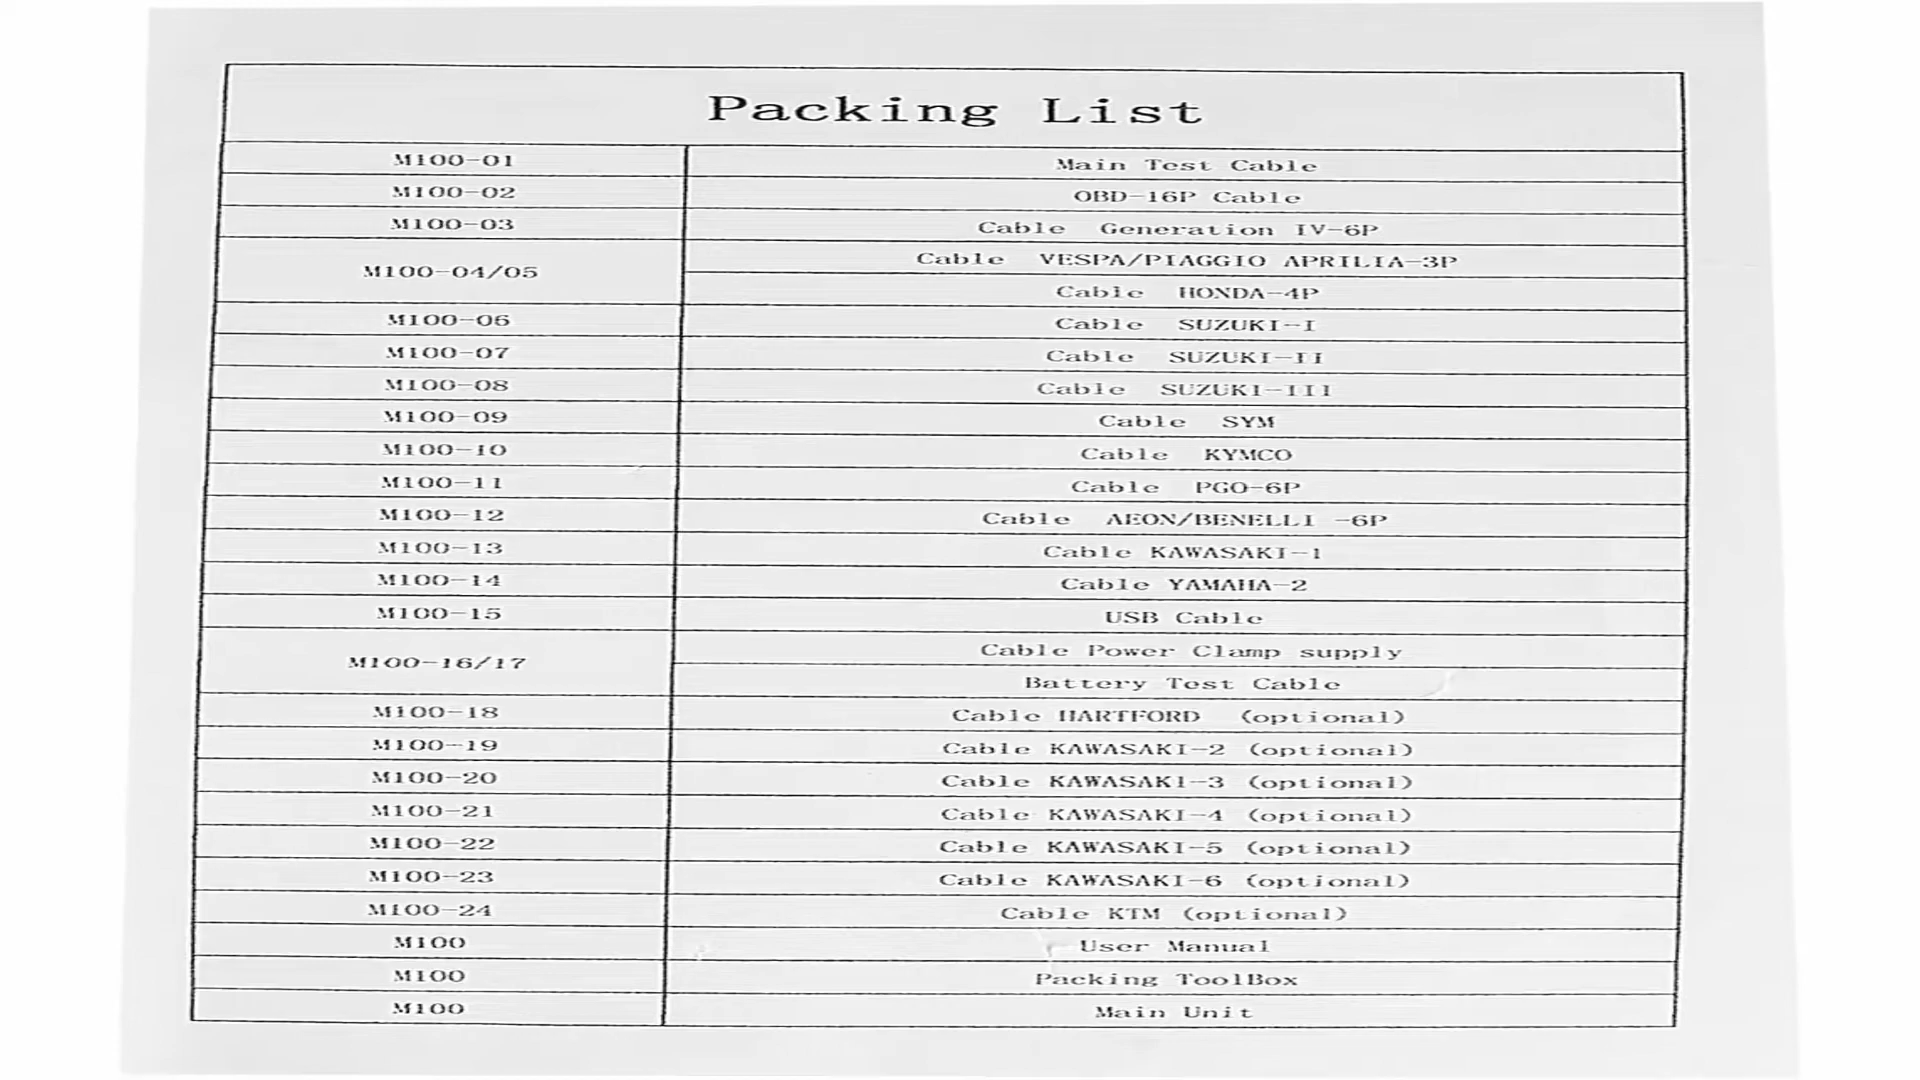 Packing List
M100-01 Main Test Cable
M100-02 OBD-16P Cable
M100-03 Cable Generation IV-6P
M100-04/05 Cable VESPA/PIAGGIO APRILIA-3P
Cable HONDA-4P
M100-06 Cable SUZUKI-I
M100-07 Cable SUZUKI-II
M100-08 Cable SUZUKI-III
M100-09 Cable SYM
M100-10 Cable KYMCO
M100-11 Cable PGO-6P
M100-12 Cable AEON/BENELLI -6P
M100-13 Cable KAWASAKI-1
M100-14 Cable YAMAHA-2
M100-15 USB Cable
M100-16/17 Cable Power Clamp supply
Battery Test Cable
M100-18 Cable HARTFORD (optional)
M100-19 Cable KAWASAKI-2 (optional)
M100-20 Cable KAWASAKI-3 (optional)
M100-21 Cable KAWASAKI-4 (optional)
M100-22 Cable KAWASAKI-5 (optional)
M100-23 Cable KAWASAKI-6 (optional)
M100-24 Cable KTM (optional)
M100 User Manual
M100 Packing ToolBox
M100 Main Unit